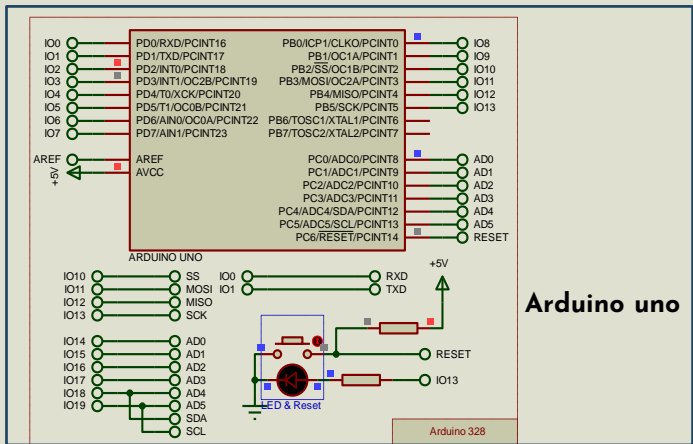 IO0 PD0/RXD/PCINT16 PB0/ICP1/CLKO/PCINT0 IO8
IO1 PD1/TXD/PCINT17 PB1/OC1A/PCINT1 IO9
IO2 PD2/INT0/PCINT18 PB2/SS/OC1B/PCINT2 IO10
IO3 PD3/INT1/OC2B/PCINT19 PB3/MOSI/OC2A/PCINT3 IO11
IO4 PD4/T0/XCK/PCINT20 PB4/MISO/PCINT4 IO12
IO5 PD5/T1/OC0B/PCINT21 PB5/SCK/PCINT5 IO13
IO6 PD6/AIN0/OC0A/PCINT22 PB6/TOSC1/XTAL1/PCINT6
IO7 PD7/AIN1/PCINT23 PB7/TOSC2/XTAL2/PCINT7
AREF AREF PC0/ADC0/PCINT8 AD0
+5V AVCC PC1/ADC1/PCINT9 AD1
PC2/ADC2/PCINT10 AD2
PC3/ADC3/PCINT11 AD3
PC4/ADC4/SDA/PCINT12 AD4
PC5/ADC5/SCL/PCINT13 AD5
PC6/RESET/PCINT14 RESET
ARDUINO UNO
IO10 SS IO0 RXD
IO11 MOSI IO1 TXD
IO12 MISO
IO13 SCK
+5V
Arduino uno
IO14 AD0
IO15 AD1
IO16 AD2
IO17 AD3
IO18 AD4
IO19 AD5
SDA
SCL
RESET
IO13
LED & Reset
Arduino 328